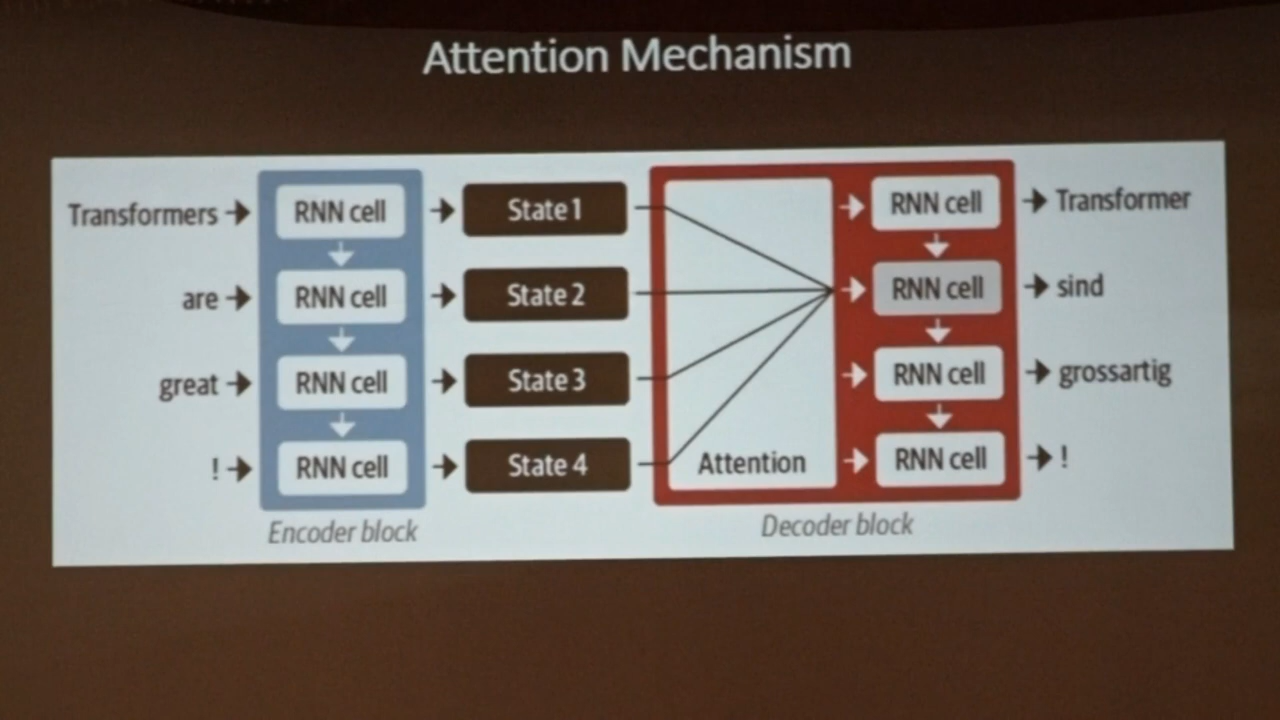 Attention Mechanism
Transformers → RNN cell → State 1 → RNN cell → Transformer
are → RNN cell → State 2 → RNN cell → sind
great → RNN cell → State 3 → RNN cell → grossartig
! → RNN cell → State 4 Attention → RNN cell → !
Encoder block Decoder block